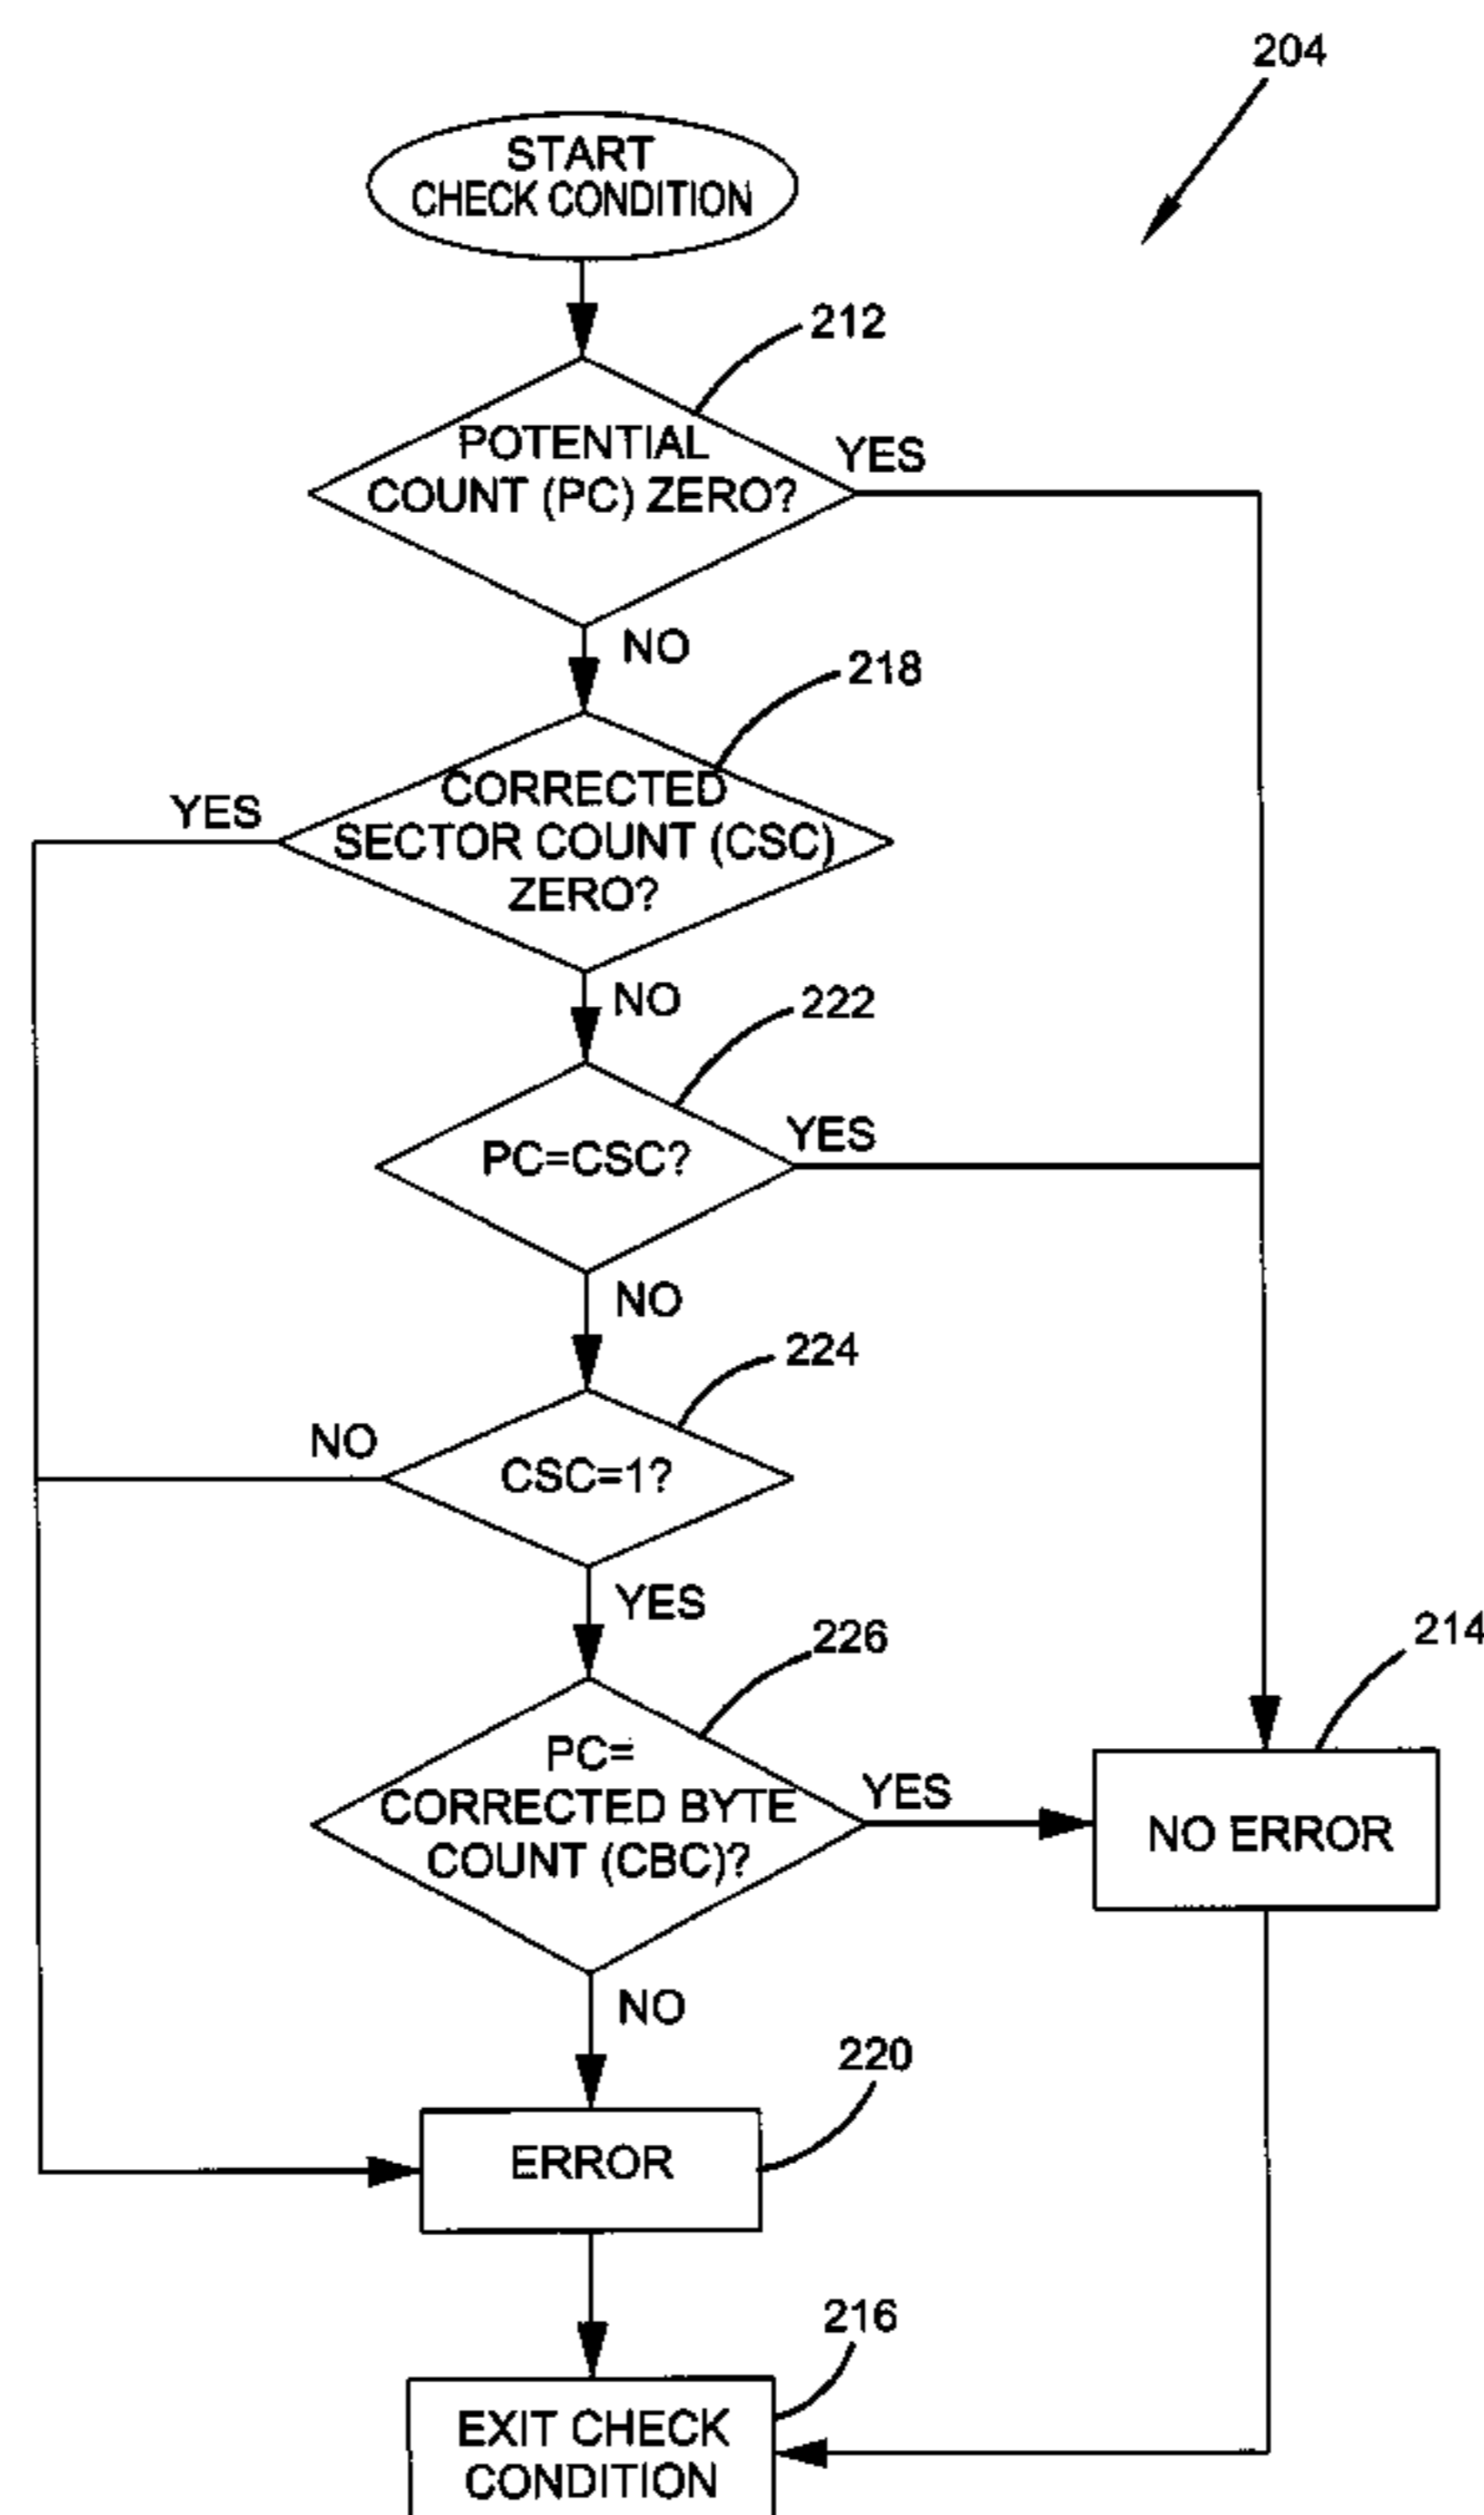 204
START
CHECK CONDITION
212
POTENTIAL
COUNT (PC) ZERO?
YES
NO
218
CORRECTED
SECTOR COUNT (CSC)
ZERO?
YES
NO
222
PC=CSC?
YES
NO
224
CSC=1?
NO
YES
226
PC=
CORRECTED BYTE
COUNT (CBC)?
YES
214
NO ERROR
NO
220
ERROR
216
EXIT CHECK
CONDITION